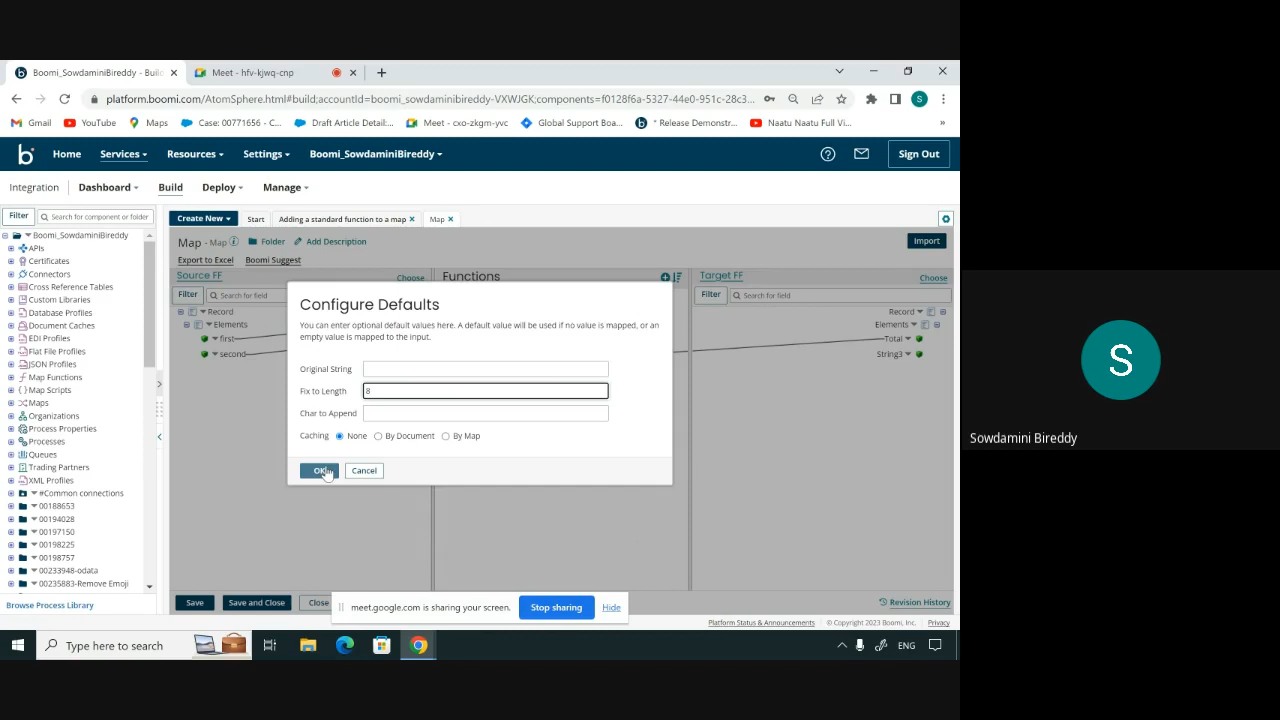 Boomi_SowdaminiBireddy - Buil
Meet - hfv-kjwq-cnp
platform.boomi.com/AtomSphere.html#build;accountId=boomi_sowdaminibireddy-VXWJGK;components=f0128f6a-5327-44e0-951c-28c3...
S
Gmail YouTube Maps Case: 00771656 - C... Draft Article Detail:... Meet - cxo-zkgm-yvc Global Support Boa... * Release Demonstr... Naatu Naatu Full Vi... »
b Home Services Resources Settings Boomi_SowdaminiBireddy ? Sign Out
Integration Dashboard Build Deploy Manage
Filter Search for component or folder
Create New Start Adding a standard function to a map Map
Boomi_SowdaminiBireddy
APIs
Certificates
Connectors
Cross Reference Tables
Custom Libraries
Database Profiles
Document Caches
EDI Profiles
Flat File Profiles
JSON Profiles
Map Functions
Map Scripts
Maps
Organizations
Process Properties
Processes
Queues
Trading Partners
XML Profiles
#Common connections
00188653
00194028
00197150
00198225
00198757
00233948-odata
00235883-Remove Emoji
Browse Process Library
Map - Map Folder Add Description Import
Export to Excel Boomi Suggest
Source FF Choose Functions Target FF Choose
Filter Search for field Filter Search for field
Record
Elements
first
second
Record
Elements
Total
String3
Configure Defaults
You can enter optional default values here. A default value will be used if no value is mapped, or an
empty value is mapped to the input.
Original String
Fix to Length 8
Char to Append
Caching None By Document By Map
OK Cancel
Save Save and Close Close
Revision History
meet.google.com is sharing your screen. Stop sharing Hide
Platform Status & Announcements © Copyright 2023 Boomi, Inc. Privacy
Type here to search ENG
S
Sowdamini Bireddy